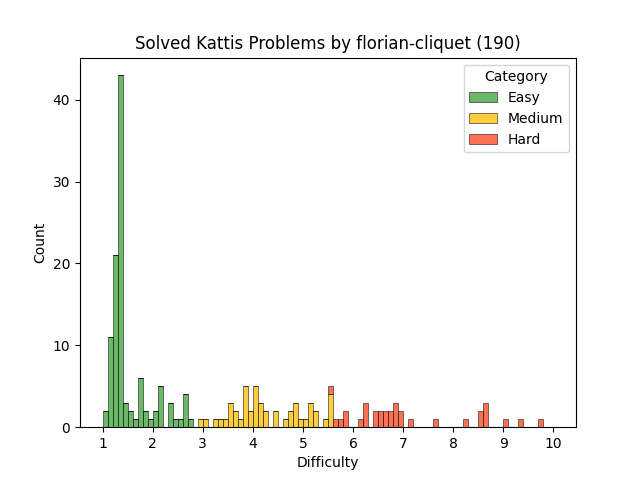 Solved Kattis Problems by florian-cliquet (190)
Category
Easy
Medium
Hard
Count
40
30
20
10
0
1 2 3 4 5 6 7 8 9 10
Difficulty